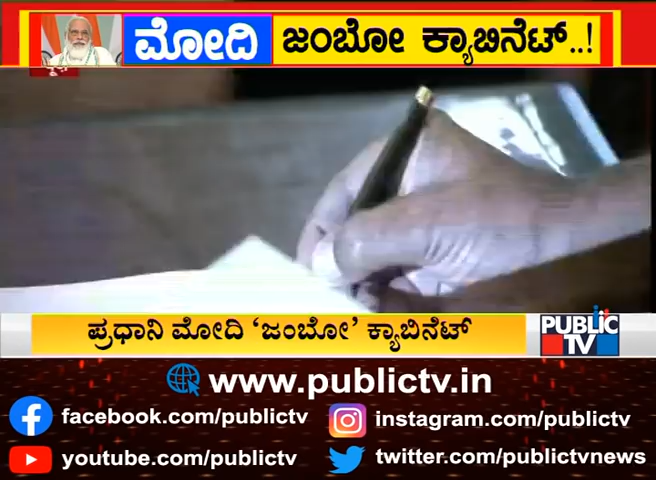 ಮೋದಿ ಜಂಬೋ ಕ್ಯಾಬಿನೆಟ್..!
ಪ್ರಧಾನಿ ಮೋದಿ ‘ಜಂಬೋ’ ಕ್ಯಾಬಿನೆಟ್
PUBLIC
TV
www.publictv.in
facebook.com/publictv
instagram.com/publictv
youtube.com/publictv
twitter.com/publictvnews